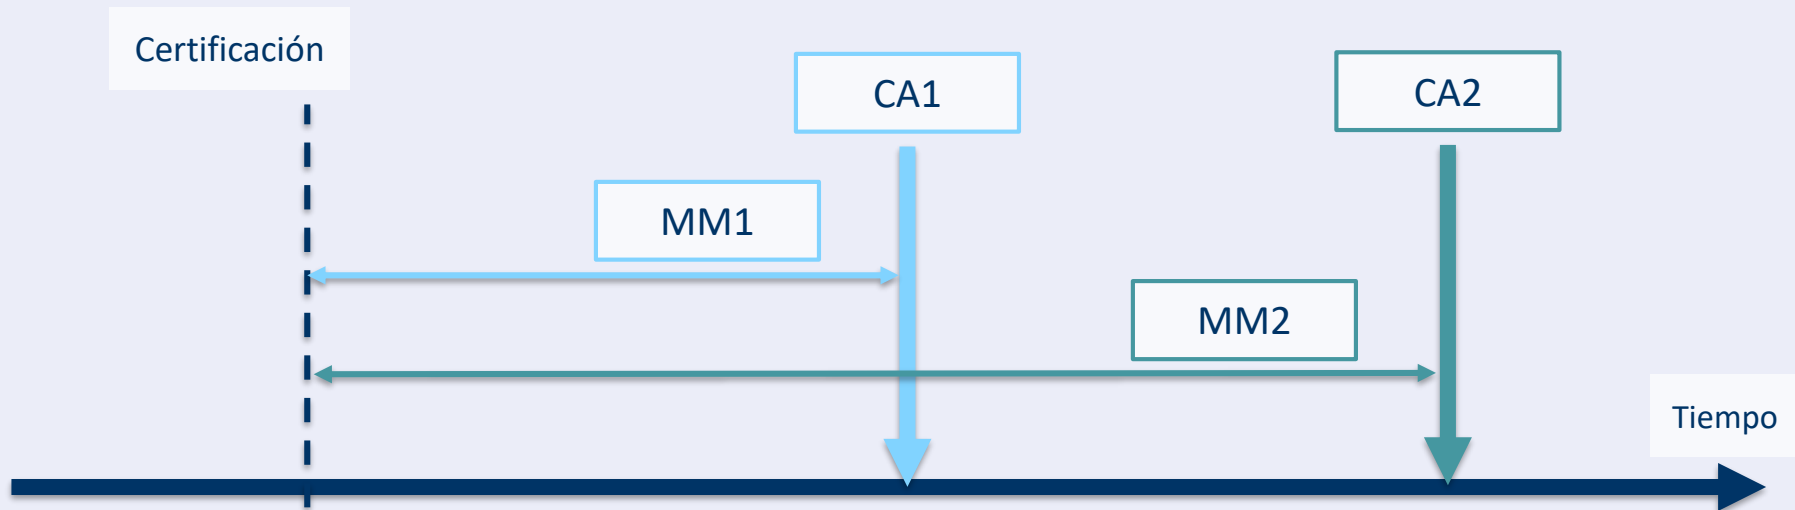 Certificación
CA1
CA2
MM1
MM2
Tiempo